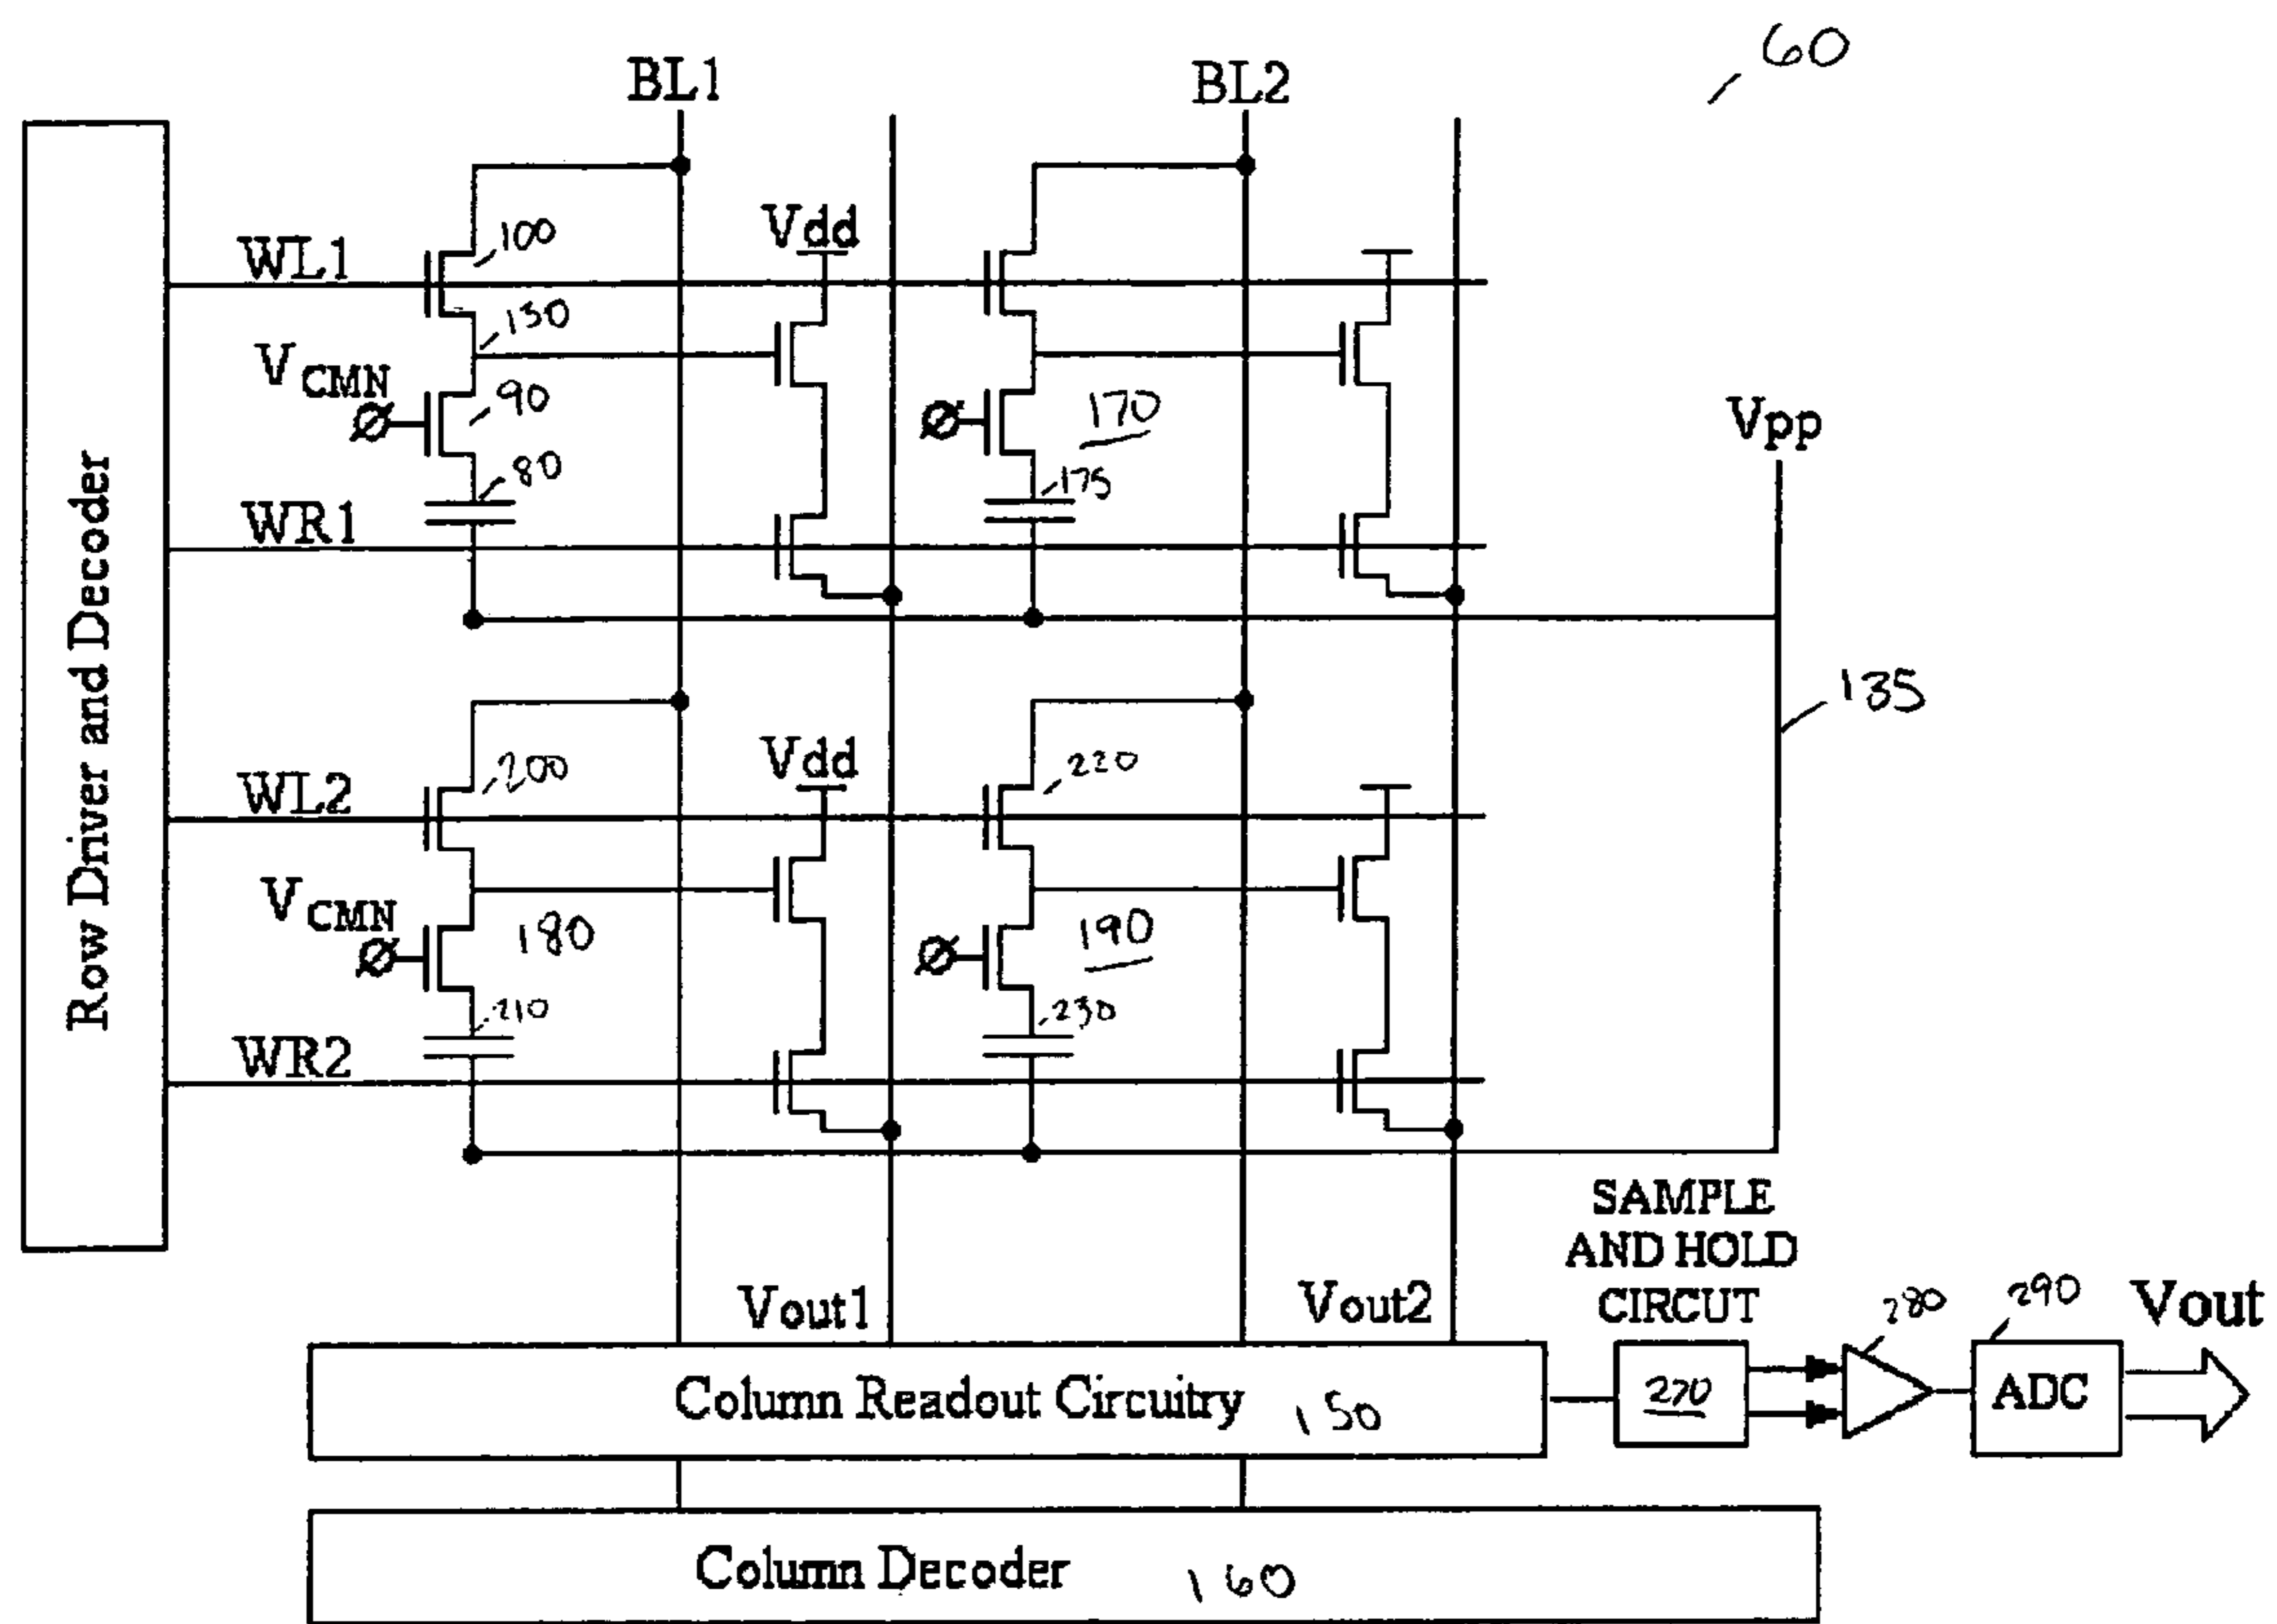 60
BL1
BL2
WL1
100
Vdd
130
VCMN
90
170
Vpp
80
175
WR1
135
Row Driver and Decoder
WL2
200
Vdd
220
VCMN
180
190
210
230
WR2
SAMPLE
AND HOLD
CIRCUT
Vout1
Vout2
280
290
Vout
Column Readout Circuitry 150
270
ADC
Column Decoder 160